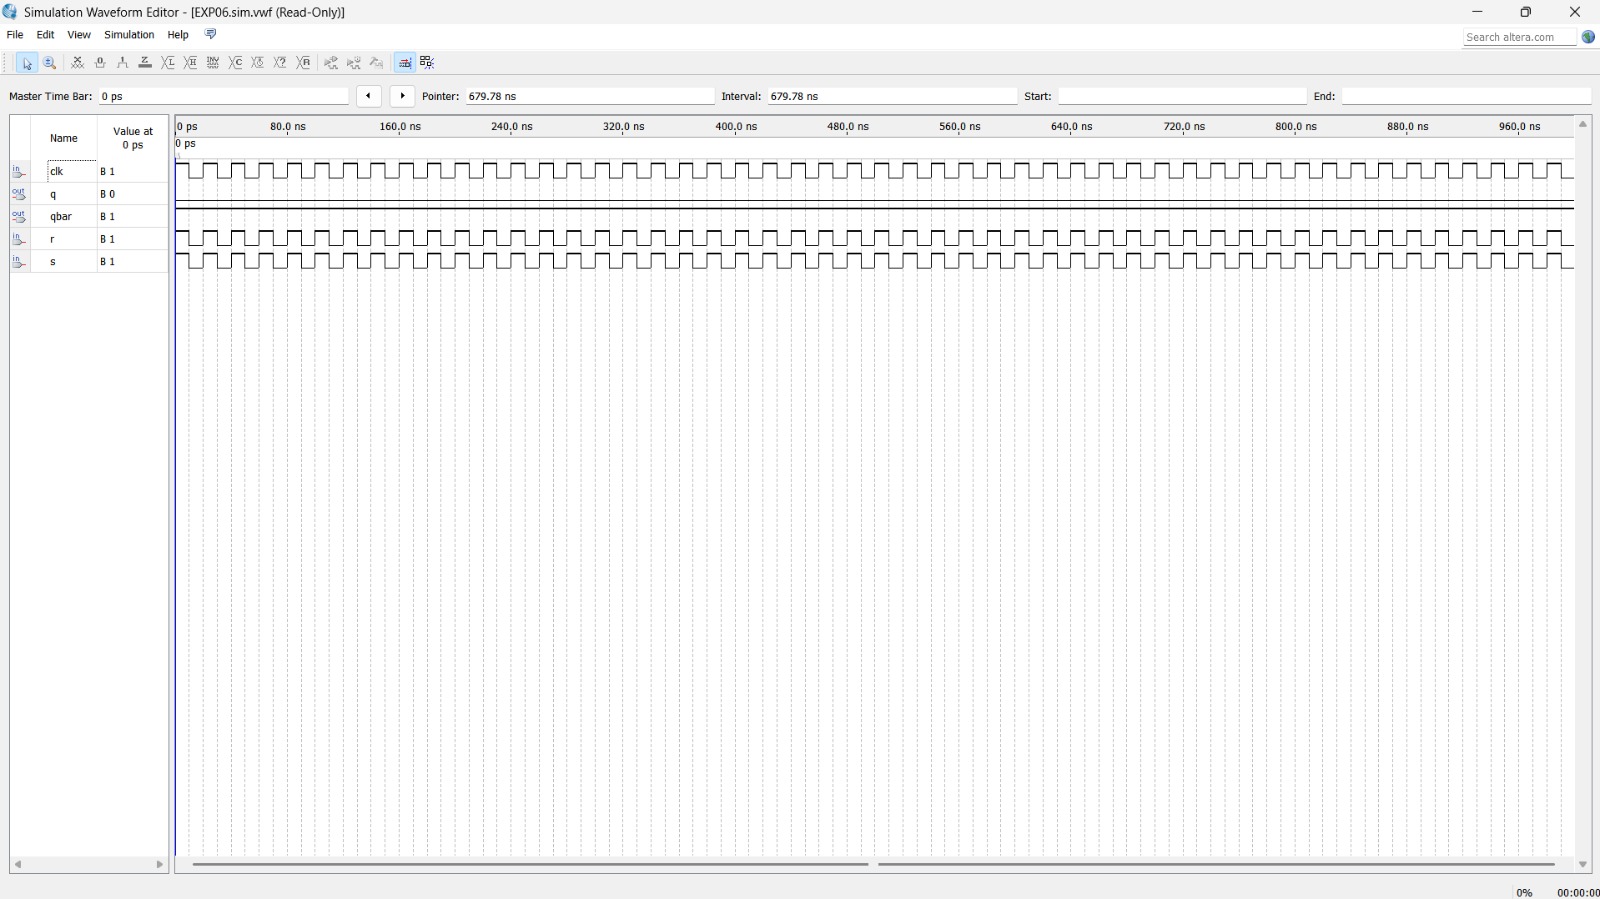 Simulation Waveform Editor - [EXP06.sim.vwf (Read-Only)]
File Edit View Simulation Help
Search altera.com
Master Time Bar: 0 ps Pointer: 679.78 ns Interval: 679.78 ns Start: End:
Name Value at 0 ps
0 ps 80.0 ns 160.0 ns 240.0 ns 320.0 ns 400.0 ns 480.0 ns 560.0 ns 640.0 ns 720.0 ns 800.0 ns 880.0 ns 960.0 ns
0 ps
in clk B 1
out q B 0
out qbar B 1
in r B 1
in s B 1
0% 00:00:00